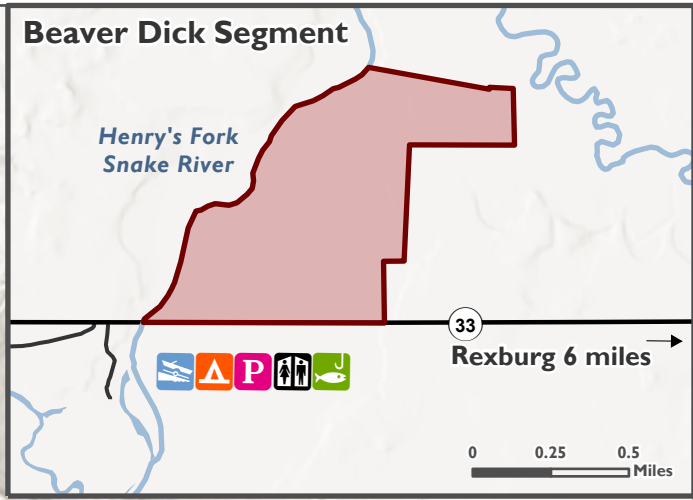 Beaver Dick Segment
Henry's Fork
Snake River
33
Rexburg 6 miles
P
0 0.25 0.5
Miles